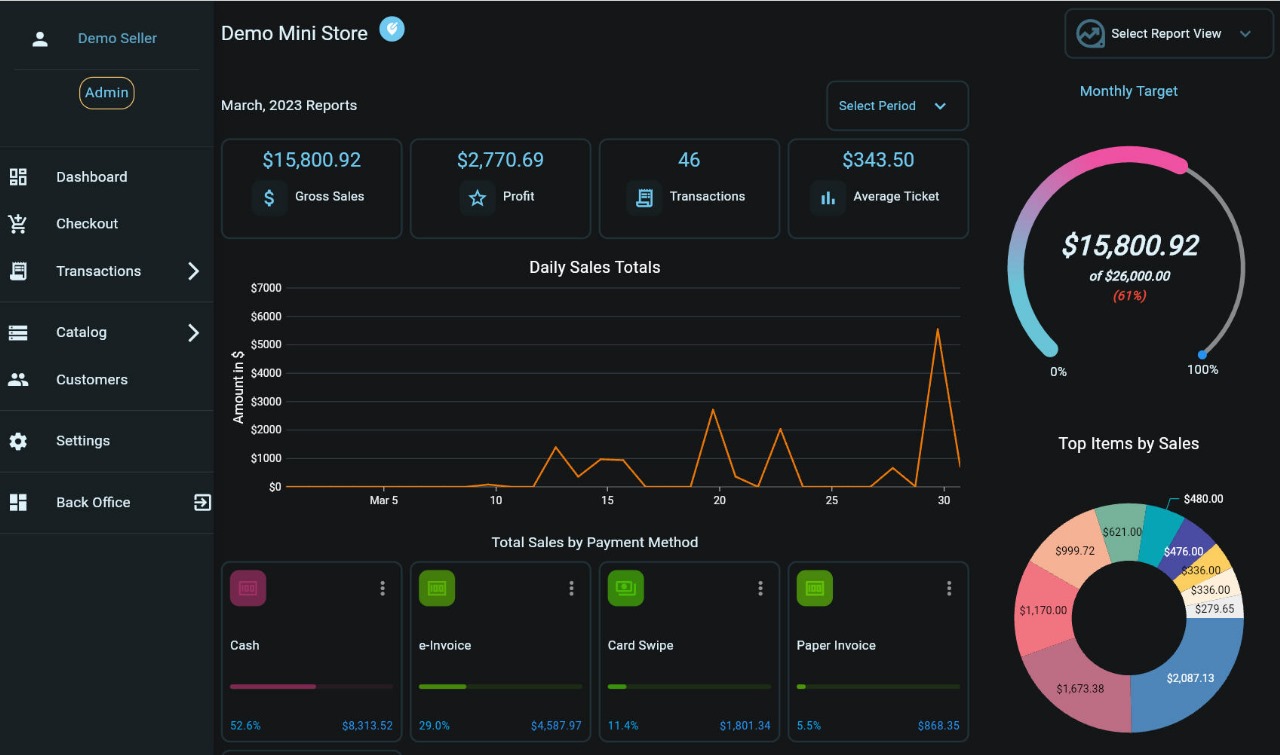 Demo Seller
Admin
Dashboard
Checkout
Transactions
Catalog
Customers
Settings
Back Office
Demo Mini Store
Select Report View
March, 2023 Reports
Select Period
$15,800.92
Gross Sales
$2,770.69
Profit
46
Transactions
$343.50
Average Ticket
Daily Sales Totals
Amount in $
$7000
$6000
$5000
$4000
$3000
$2000
$1000
$0
Mar 5
10
15
20
25
30
Total Sales by Payment Method
Cash
52.6% $8,313.52
e-Invoice
29.0% $4,587.97
Card Swipe
11.4% $1,801.34
Paper Invoice
5.5% $868.35
Monthly Target
$15,800.92
of $26,000.00
(61%)
0%
100%
Top Items by Sales
$480.00
$621.00
$999.72
$476.00
$336.00
$336.00
$279.65
$1,170.00
$1,673.38
$2,087.13